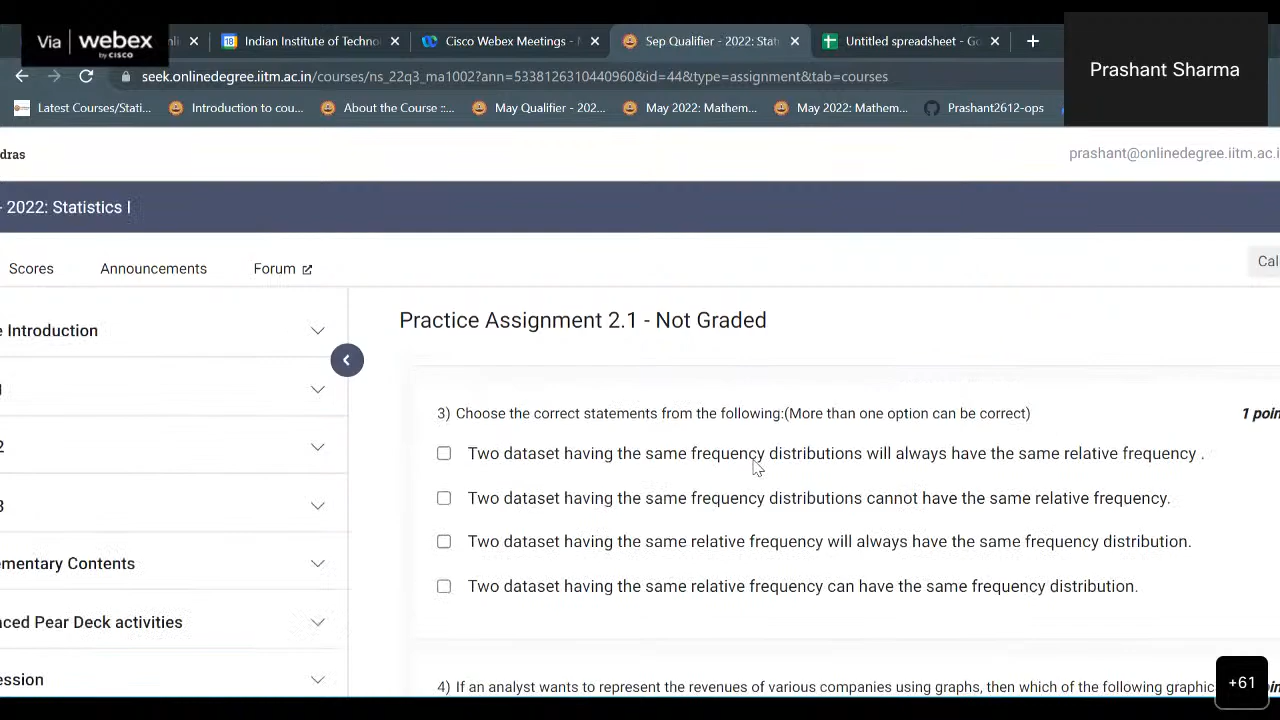 Via webex
by CISCO
Indian Institute of Techno
Cisco Webex Meetings -
Sep Qualifier - 2022: Stati
Untitled spreadsheet - Go
Prashant Sharma
seek.onlinedegree.iitm.ac.in/courses/ns_22q3_ma1002?ann=5338126310440960&id=44&type=assignment&tab=courses
Latest Courses/Stati...
Introduction to cou...
About the Course ::...
May Qualifier - 202...
May 2022: Mathem...
May 2022: Mathem...
Prashant2612-ops
dras
prashant@onlinedegree.iitm.ac.i
- 2022: Statistics I
Scores
Announcements
Forum
Cal
e Introduction
2
3
ementary Contents
aced Pear Deck activities
ession
Practice Assignment 2.1 - Not Graded
3) Choose the correct statements from the following:(More than one option can be correct)
1 poin
Two dataset having the same frequency distributions will always have the same relative frequency .
Two dataset having the same frequency distributions cannot have the same relative frequency.
Two dataset having the same relative frequency will always have the same frequency distribution.
Two dataset having the same relative frequency can have the same frequency distribution.
4) If an analyst wants to represent the revenues of various companies using graphs, then which of the following graphic
+61